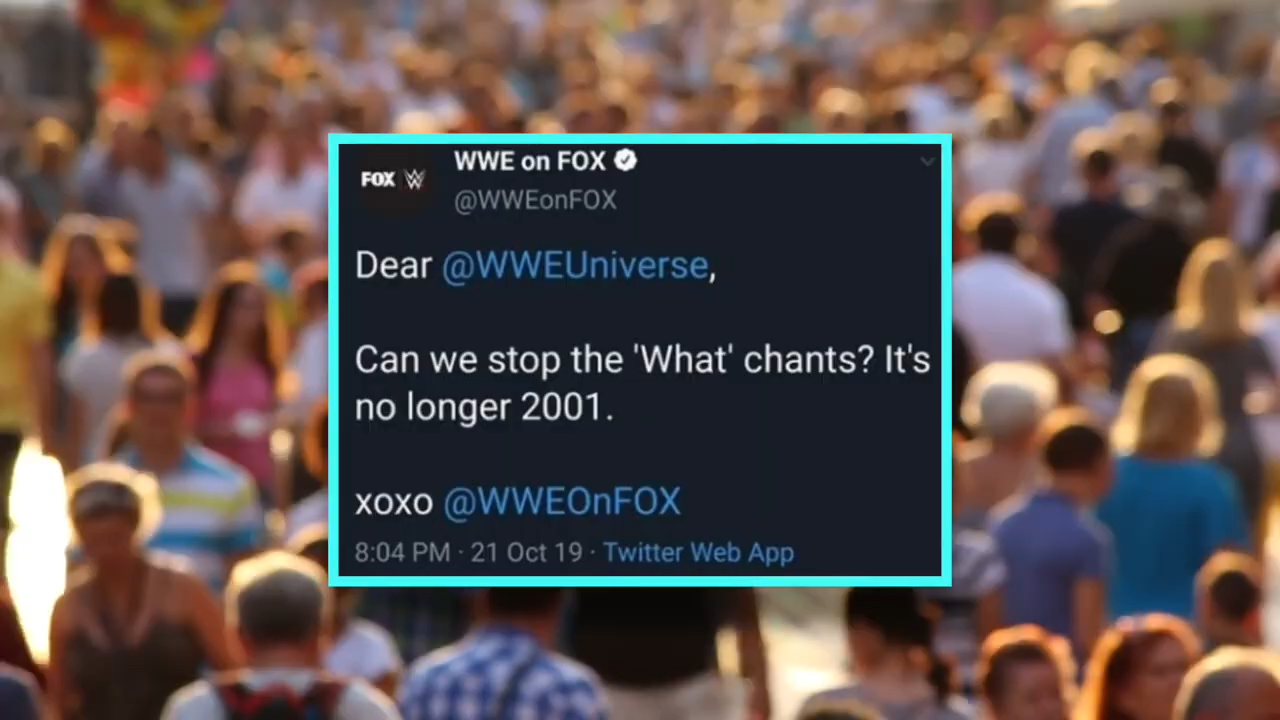 FOX W
WWE on FOX
@WWEonFOX
Dear @WWEUniverse,
Can we stop the 'What' chants? It's
no longer 2001.
xoxo @WWEOnFOX
8:04 PM · 21 Oct 19 · Twitter Web App